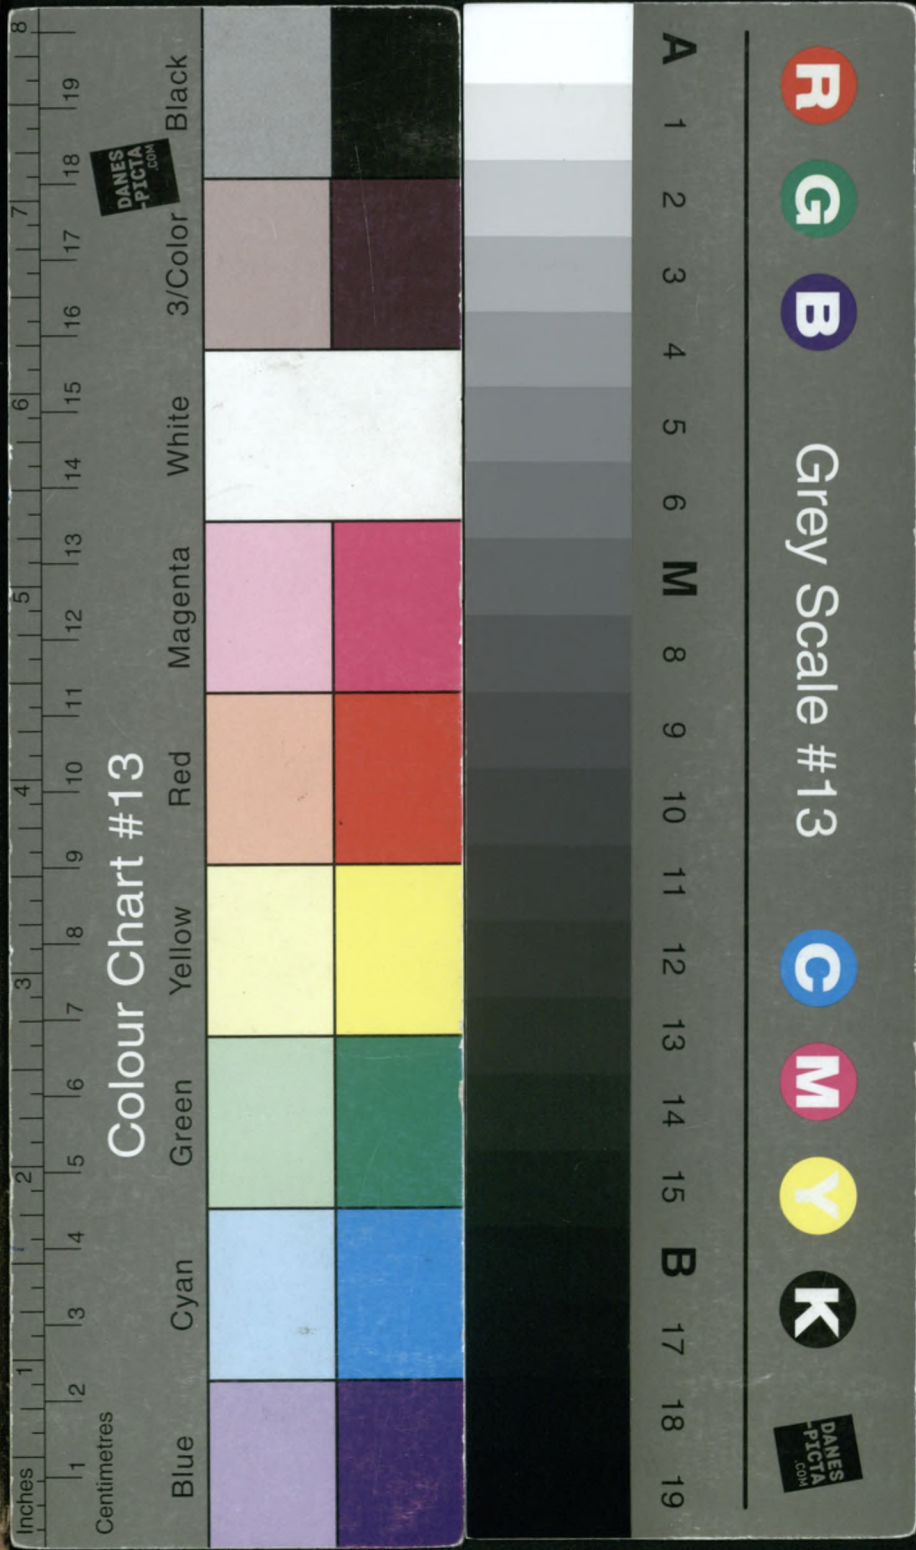 Inches 1 2 3 4 5 6 7 8
Centimetres 1 2 3 4 5 6 7 8 9 10 11 12 13 14 15 16 17 18 19
Colour Chart #13
DANES
-PICTA
.COM
Blue Cyan Green Yellow Red Magenta White 3/Color Black
R G B Grey Scale #13 C M Y K
DANES
-PICTA
.COM
A 1 2 3 4 5 6 M 8 9 10 11 12 13 14 15 B 17 18 19